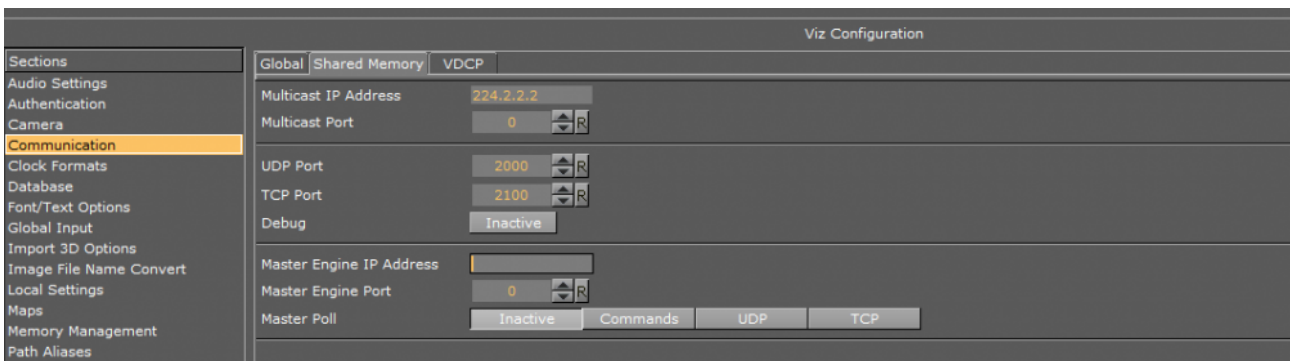 Viz Configuration
Sections
Audio Settings
Authentication
Camera
Communication
Clock Formats
Database
Font/Text Options
Global Input
Import 3D Options
Image File Name Convert
Local Settings
Maps
Memory Management
Path Aliases
Global Shared Memory VDCP
Multicast IP Address 224.2.2.2
Multicast Port 0 R
UDP Port 2000 R
TCP Port 2100 R
Debug Inactive
Master Engine IP Address
Master Engine Port 0 R
Master Poll Inactive Commands UDP TCP